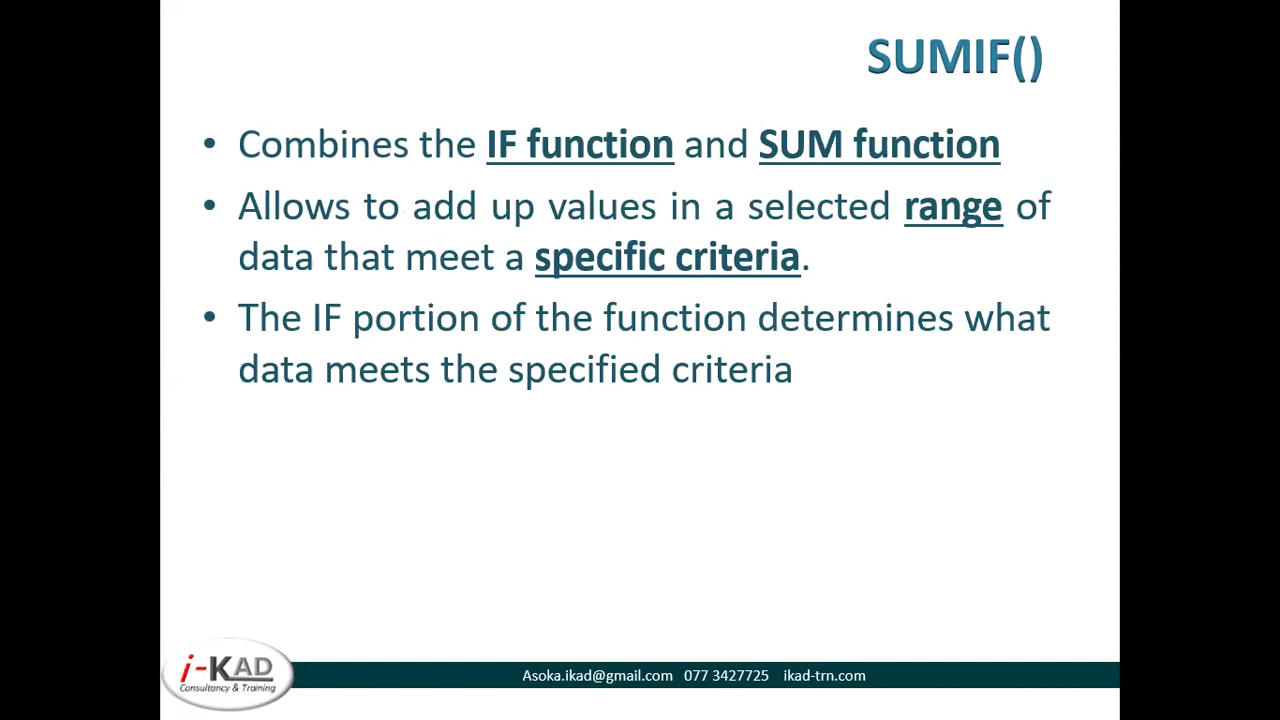 SUMIF()
• Combines the IF function and SUM function
• Allows to add up values in a selected range of
data that meet a specific criteria.
• The IF portion of the function determines what
data meets the specified criteria
i-KAD
Consultancy & Training
Asoka.ikad@gmail.com 077 3427725 ikad-trn.com